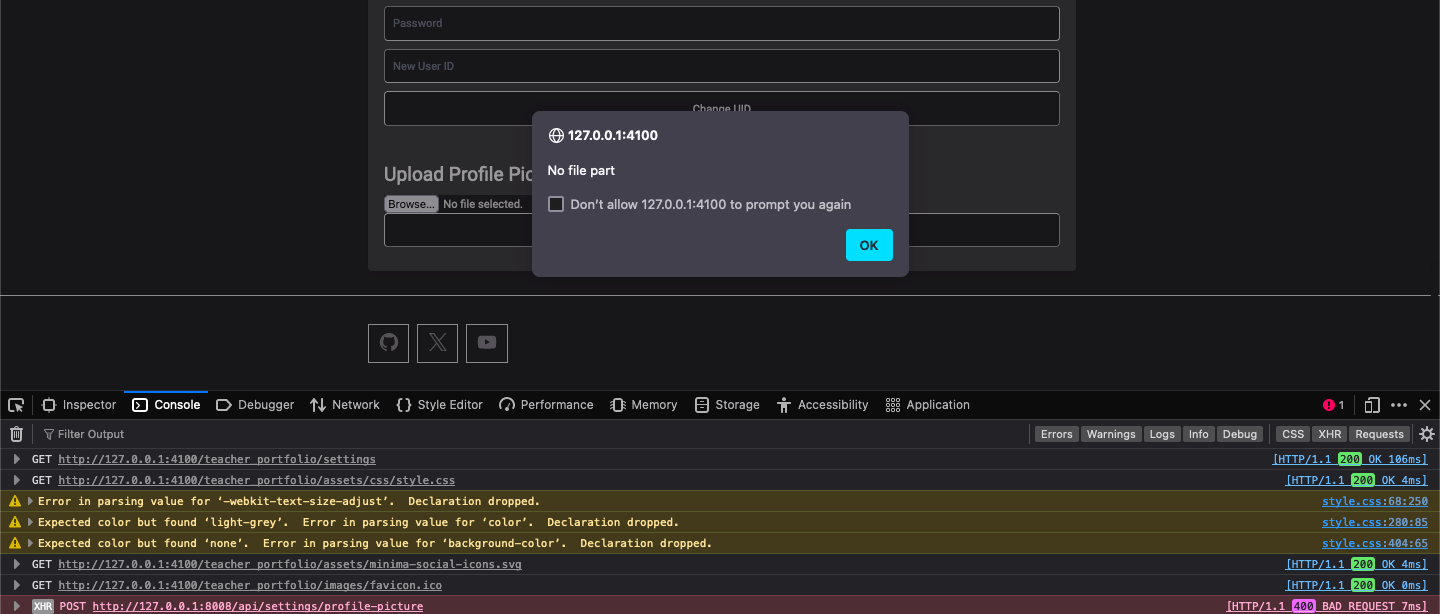 Password
New User ID
Change UID
127.0.0.1:4100
No file part
Don't allow 127.0.0.1:4100 to prompt you again
OK
Upload Profile Pic
Browse... No file selected.
Inspector Console Debugger Network Style Editor Performance Memory Storage Accessibility Application 1
Filter Output Errors Warnings Logs Info Debug CSS XHR Requests
GET http://127.0.0.1:4100/teacher_portfolio/settings [HTTP/1.1 200 OK 106ms]
GET http://127.0.0.1:4100/teacher_portfolio/assets/css/style.css [HTTP/1.1 200 OK 4ms]
Error in parsing value for ‘-webkit-text-size-adjust’. Declaration dropped. style.css:68:250
Expected color but found ‘light-grey’. Error in parsing value for ‘color’. Declaration dropped. style.css:280:85
Expected color but found ‘none’. Error in parsing value for ‘background-color’. Declaration dropped. style.css:404:65
GET http://127.0.0.1:4100/teacher_portfolio/assets/minima-social-icons.svg [HTTP/1.1 200 OK 4ms]
GET http://127.0.0.1:4100/teacher_portfolio/images/favicon.ico [HTTP/1.1 200 OK 0ms]
XHR POST http://127.0.0.1:8008/api/settings/profile-picture [HTTP/1.1 400 BAD REQUEST 7ms]